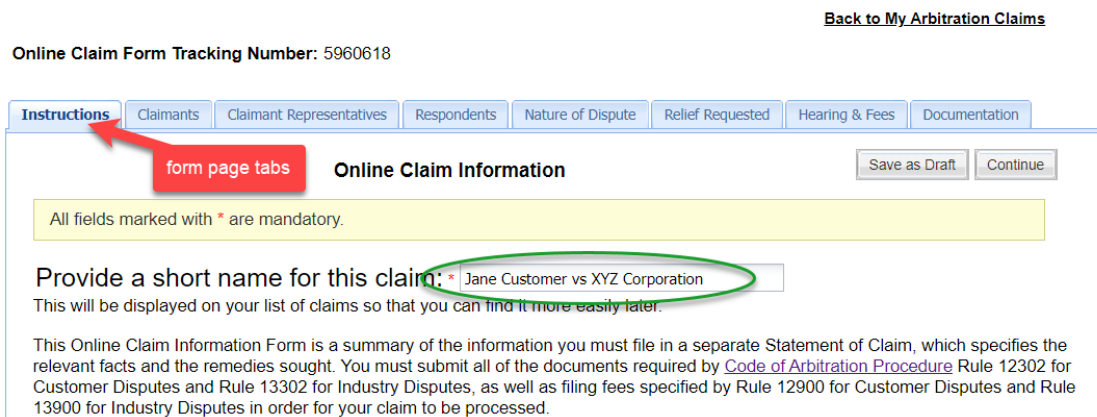 Back to My Arbitration Claims
Online Claim Form Tracking Number: 5960618
Instructions Claimants Claimant Representatives Respondents Nature of Dispute Relief Requested Hearing & Fees Documentation
form page tabs
Online Claim Information
Save as Draft Continue
All fields marked with * are mandatory.
Provide a short name for this claim: * Jane Customer vs XYZ Corporation
This will be displayed on your list of claims so that you can find it more easily later.
This Online Claim Information Form is a summary of the information you must file in a separate Statement of Claim, which specifies the
relevant facts and the remedies sought. You must submit all of the documents required by Code of Arbitration Procedure Rule 12302 for
Customer Disputes and Rule 13302 for Industry Disputes, as well as filing fees specified by Rule 12900 for Customer Disputes and Rule
13900 for Industry Disputes in order for your claim to be processed.